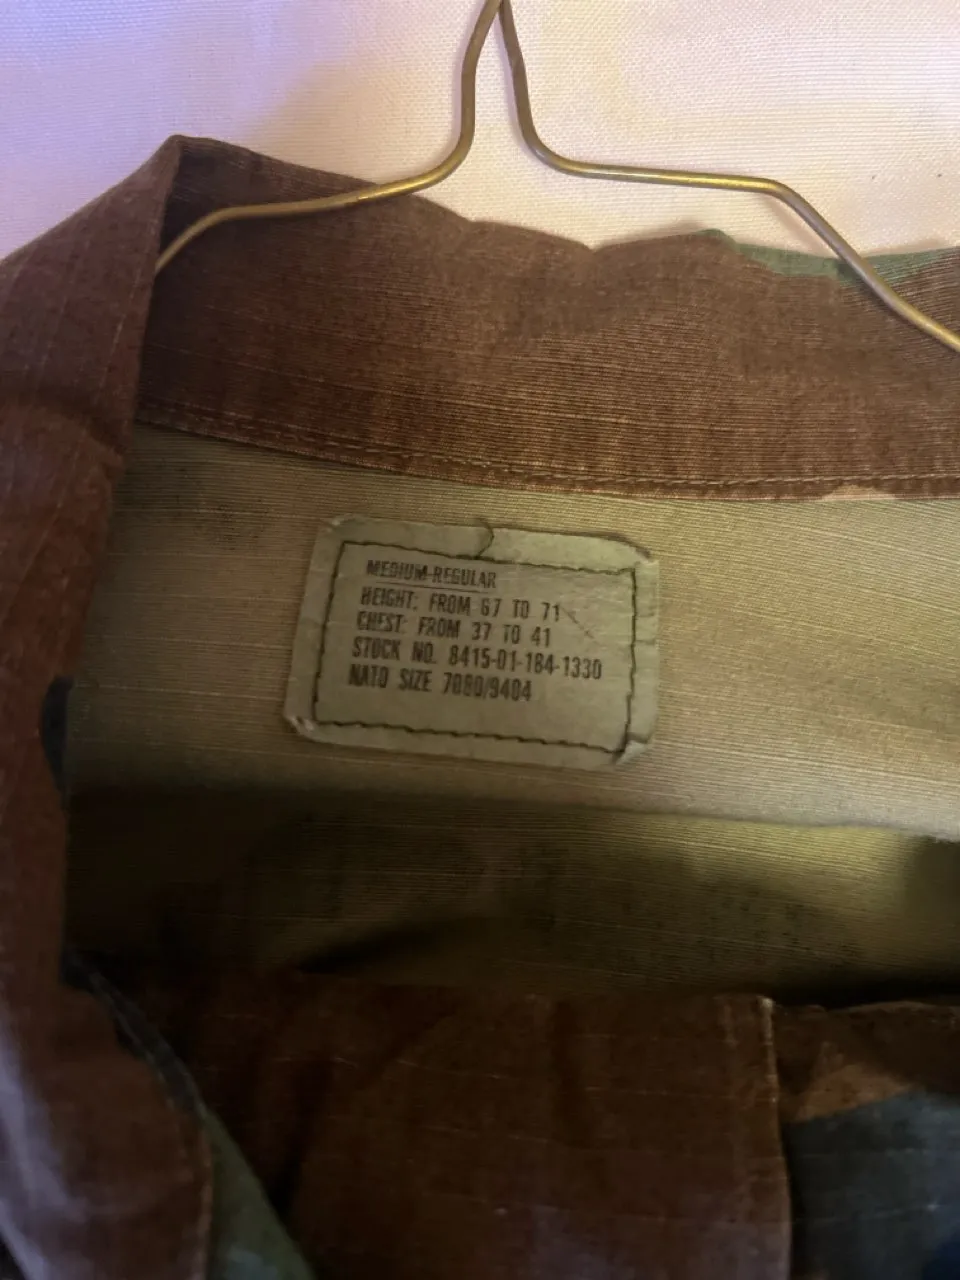 MEDIUM-REGULAR
HEIGHT: FROM 67 TO 71
CHEST: FROM 37 TO 41
STOCK NO. 8415-01-184-1330
NATO SIZE 7080/9404